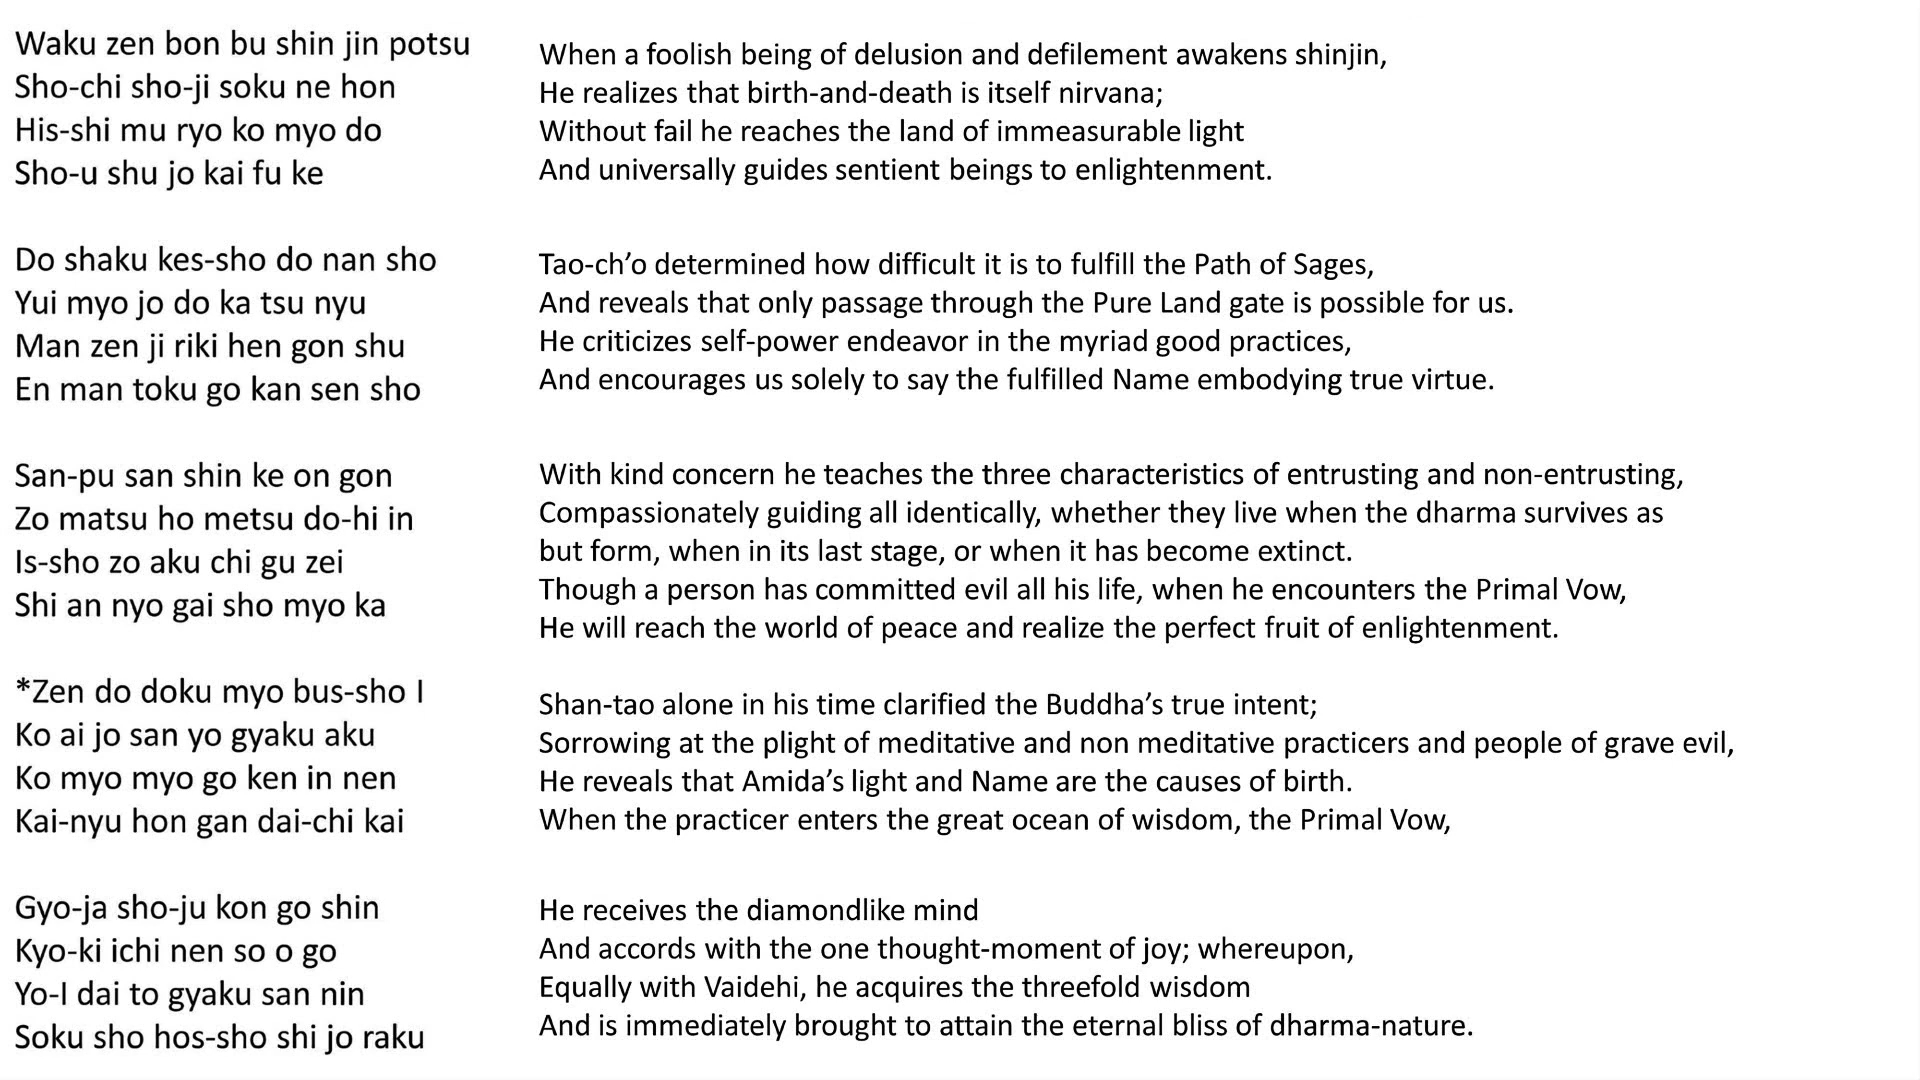 Waku zen bon bu shin jin potsu
Sho-chi sho-ji soku ne hon
His-shi mu ryo ko myo do
Sho-u shu jo kai fu ke
When a foolish being of delusion and defilement awakens shinjin,
He realizes that birth-and-death is itself nirvana;
Without fail he reaches the land of immeasurable light
And universally guides sentient beings to enlightenment.
Do shaku kes-sho do nan sho
Yui myo jo do ka tsu nyu
Man zen ji riki hen gon shu
En man toku go kan sen sho
Tao-ch’o determined how difficult it is to fulfill the Path of Sages,
And reveals that only passage through the Pure Land gate is possible for us.
He criticizes self-power endeavor in the myriad good practices,
And encourages us solely to say the fulfilled Name embodying true virtue.
San-pu san shin ke on gon
Zo matsu ho metsu do-hi in
Is-sho zo aku chi gu zei
Shi an nyo gai sho myo ka
With kind concern he teaches the three characteristics of entrusting and non-entrusting,
Compassionately guiding all identically, whether they live when the dharma survives as
but form, when in its last stage, or when it has become extinct.
Though a person has committed evil all his life, when he encounters the Primal Vow,
He will reach the world of peace and realize the perfect fruit of enlightenment.
*Zen do doku myo bus-sho I
Ko ai jo san yo gyaku aku
Ko myo myo go ken in nen
Kai-nyu hon gan dai-chi kai
Shan-tao alone in his time clarified the Buddha’s true intent;
Sorrowing at the plight of meditative and non meditative practicers and people of grave evil,
He reveals that Amida’s light and Name are the causes of birth.
When the practicer enters the great ocean of wisdom, the Primal Vow,
Gyo-ja sho-ju kon go shin
Kyo-ki ichi nen so o go
Yo-I dai to gyaku san nin
Soku sho hos-sho shi jo raku
He receives the diamondlike mind
And accords with the one thought-moment of joy; whereupon,
Equally with Vaidehi, he acquires the threefold wisdom
And is immediately brought to attain the eternal bliss of dharma-nature.